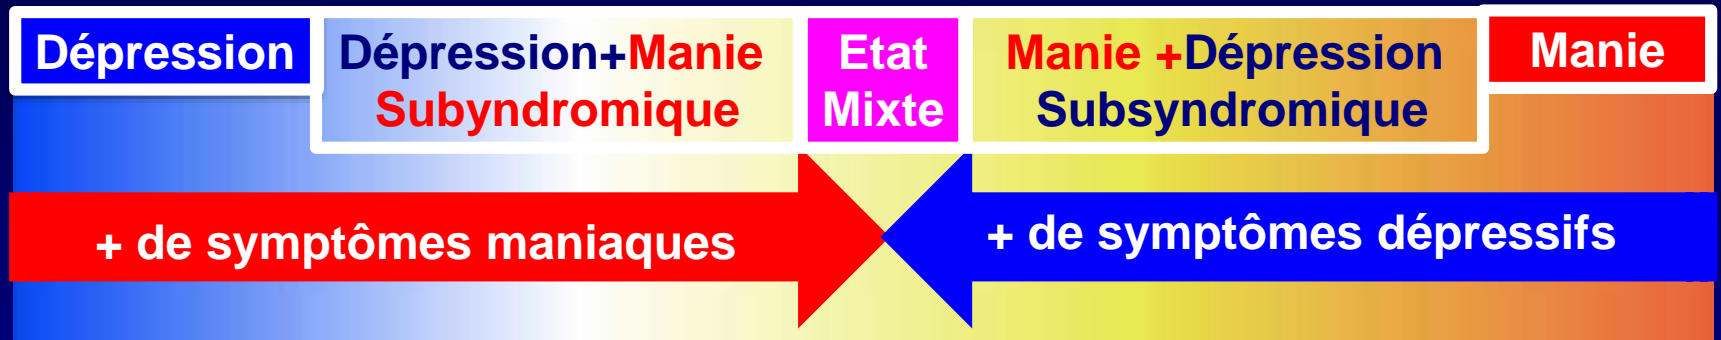 Dépression
Dépression+Manie
Subyndromique
Etat
Mixte
Manie +Dépression
Subsyndromique
Manie
+ de symptômes maniaques
+ de symptômes dépressifs